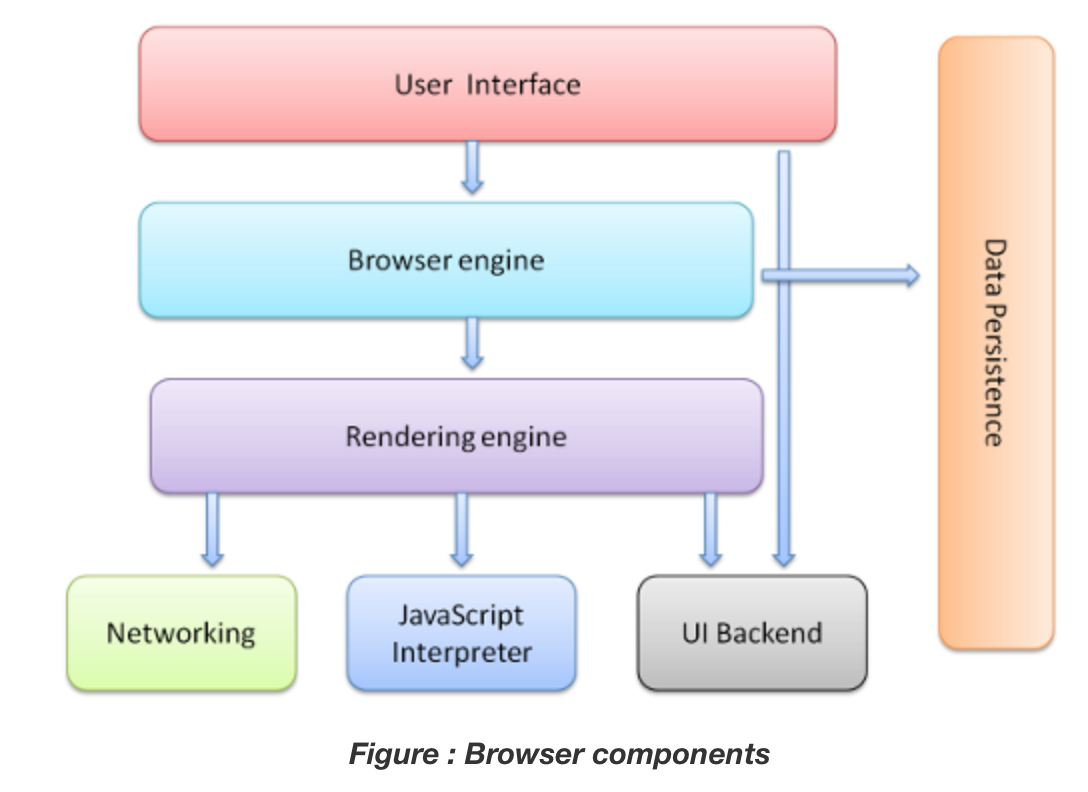 User Interface
Browser engine
Data Persistence
Rendering engine
Networking
JavaScript
Interpreter
UI Backend
Figure : Browser components